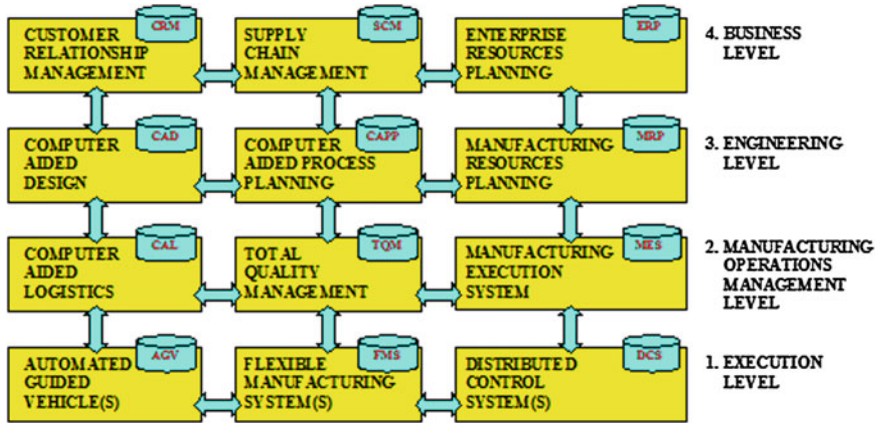 CUSTOMER
RELATIONSHIP
MANAGEMENT
CRM
SUPPLY
CHAIN
MANAGEMENT
SCM
ENTERPRISE
RESOURCES
PLANNING
ERP
4. BUSINESS
LEVEL
COMPUTER
AIDED
DESIGN
CAD
COMPUTER
AIDED PROCESS
PLANNING
CAPP
MANUFACTURING
RESOURCES
PLANNING
MRP
3. ENGINEERING
LEVEL
COMPUTER
AIDED
LOGISTICS
CAL
TOTAL
QUALITY
MANAGEMENT
TQM
MANUFACTURING
EXECUTION
SYSTEM
MES
2. MANUFACTURING
OPERATIONS
MANAGEMENT
LEVEL
AUTOMATED
GUIDED
VEHICLE(S)
AGV
FLEXIBLE
MANUFACTURING
SYSTEM(S)
FMS
DISTRIBUTED
CONTROL
SYSTEM(S)
DCS
1. EXECUTION
LEVEL